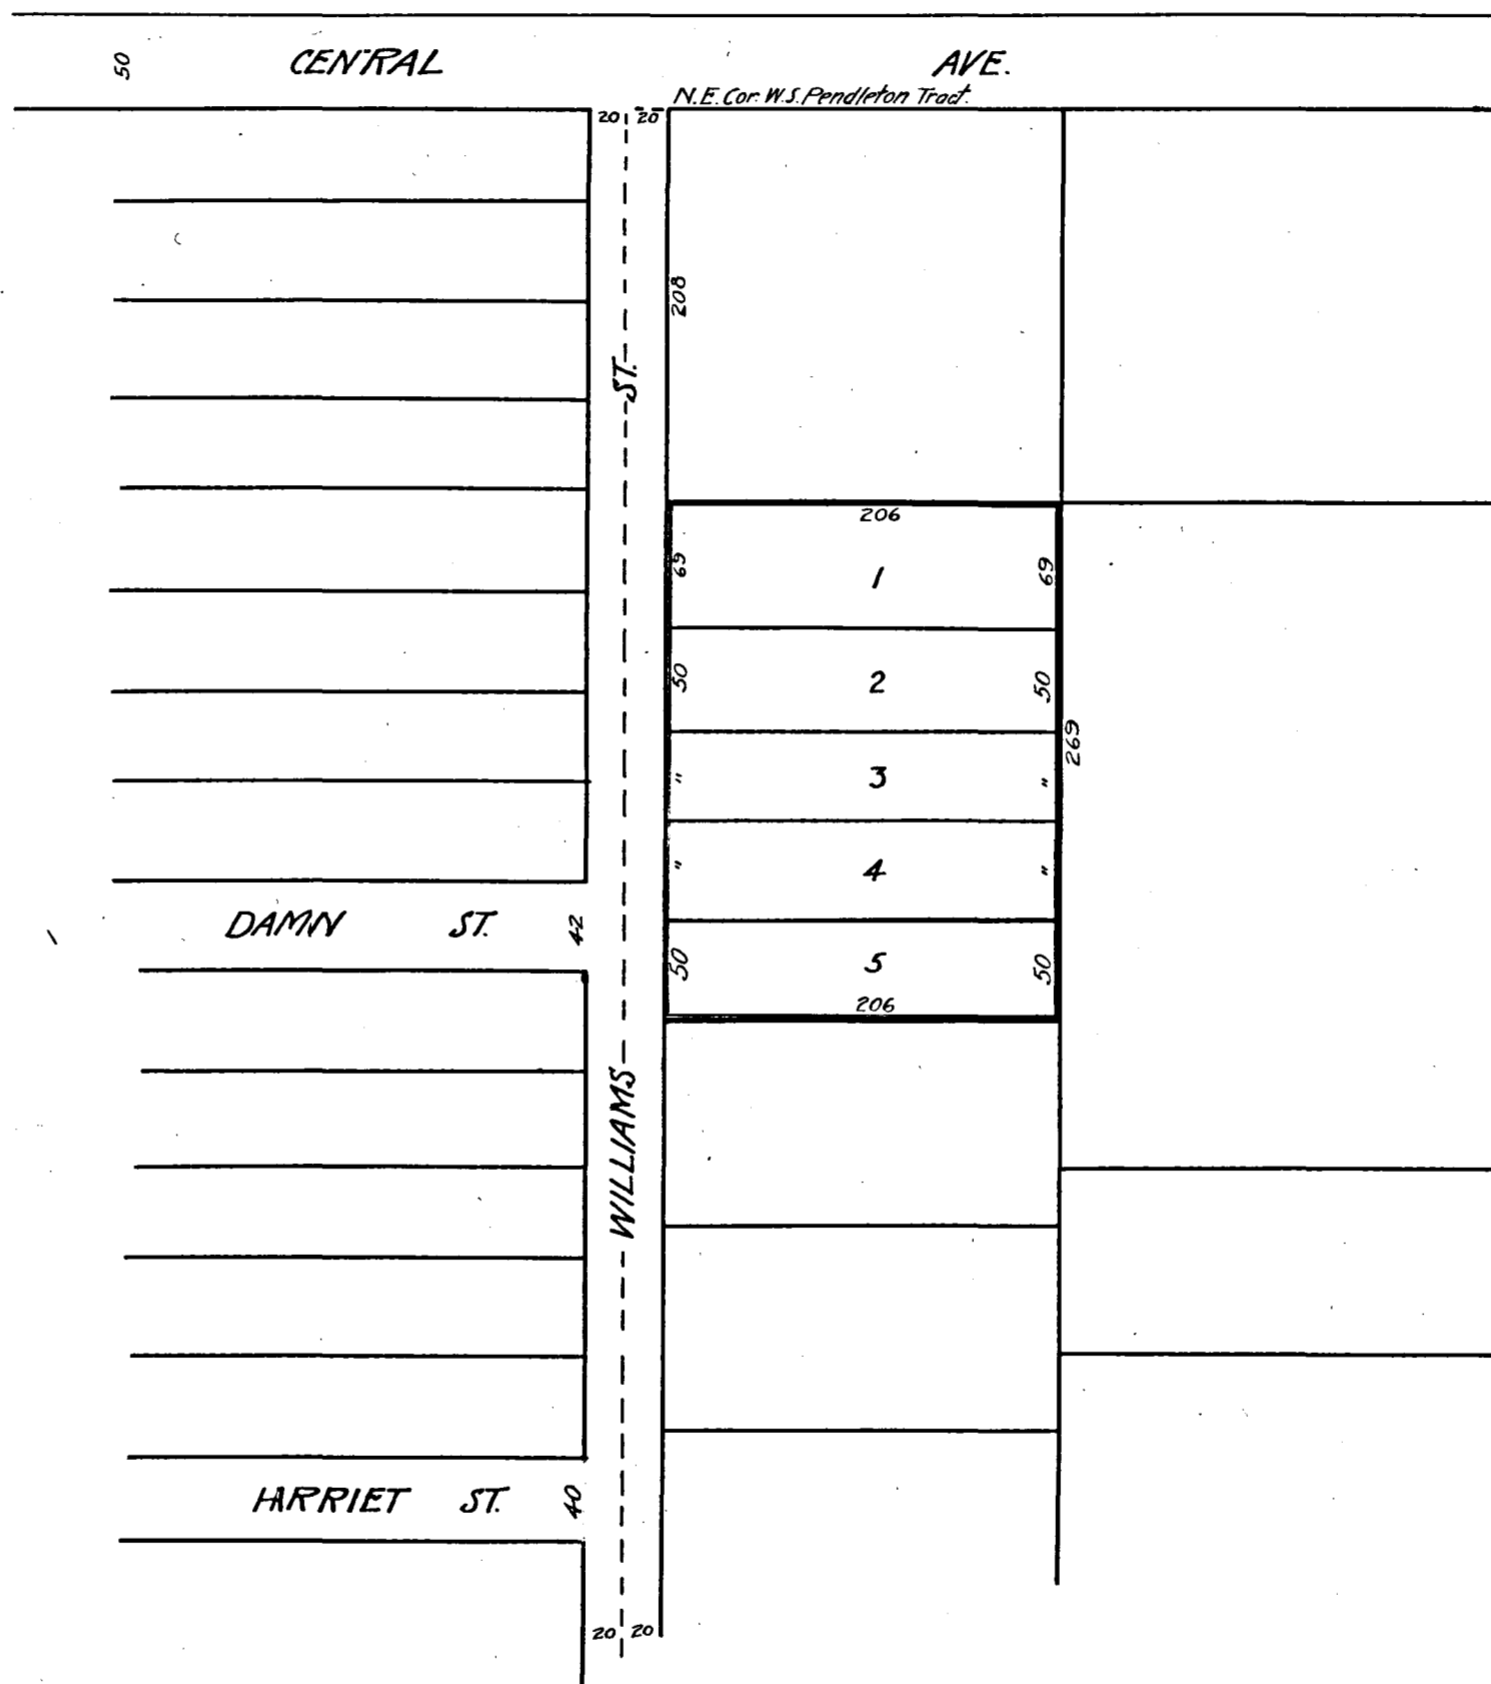 50 CENTRAL AVE.
N.E. Cor. W.S. Pendleton Tract.
20 20
208
ST.
206
69 1 69
50 2 50
269
" 3 "
" 4 "
DAMN ST. 42
50 5 50
206
WILLIAMS
HARRIET ST. 40
20 20